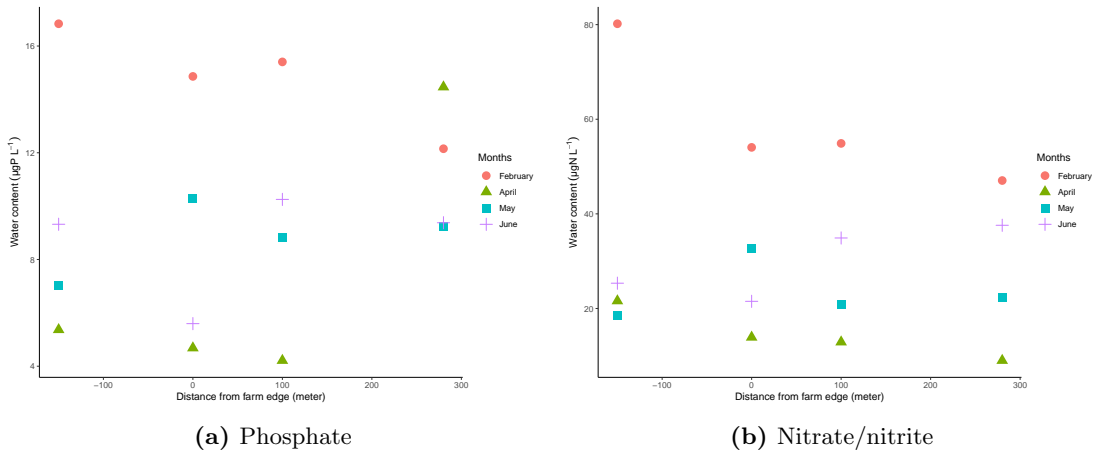 16
12
8
4
Water content (µgP L⁻¹)
−100
0
100
200
300
Distance from farm edge (meter)
Months
February
April
May
June
(a) Phosphate
80
60
40
20
Water content (µgN L⁻¹)
−100
0
100
200
300
Distance from farm edge (meter)
Months
February
April
May
June
(b) Nitrate/nitrite